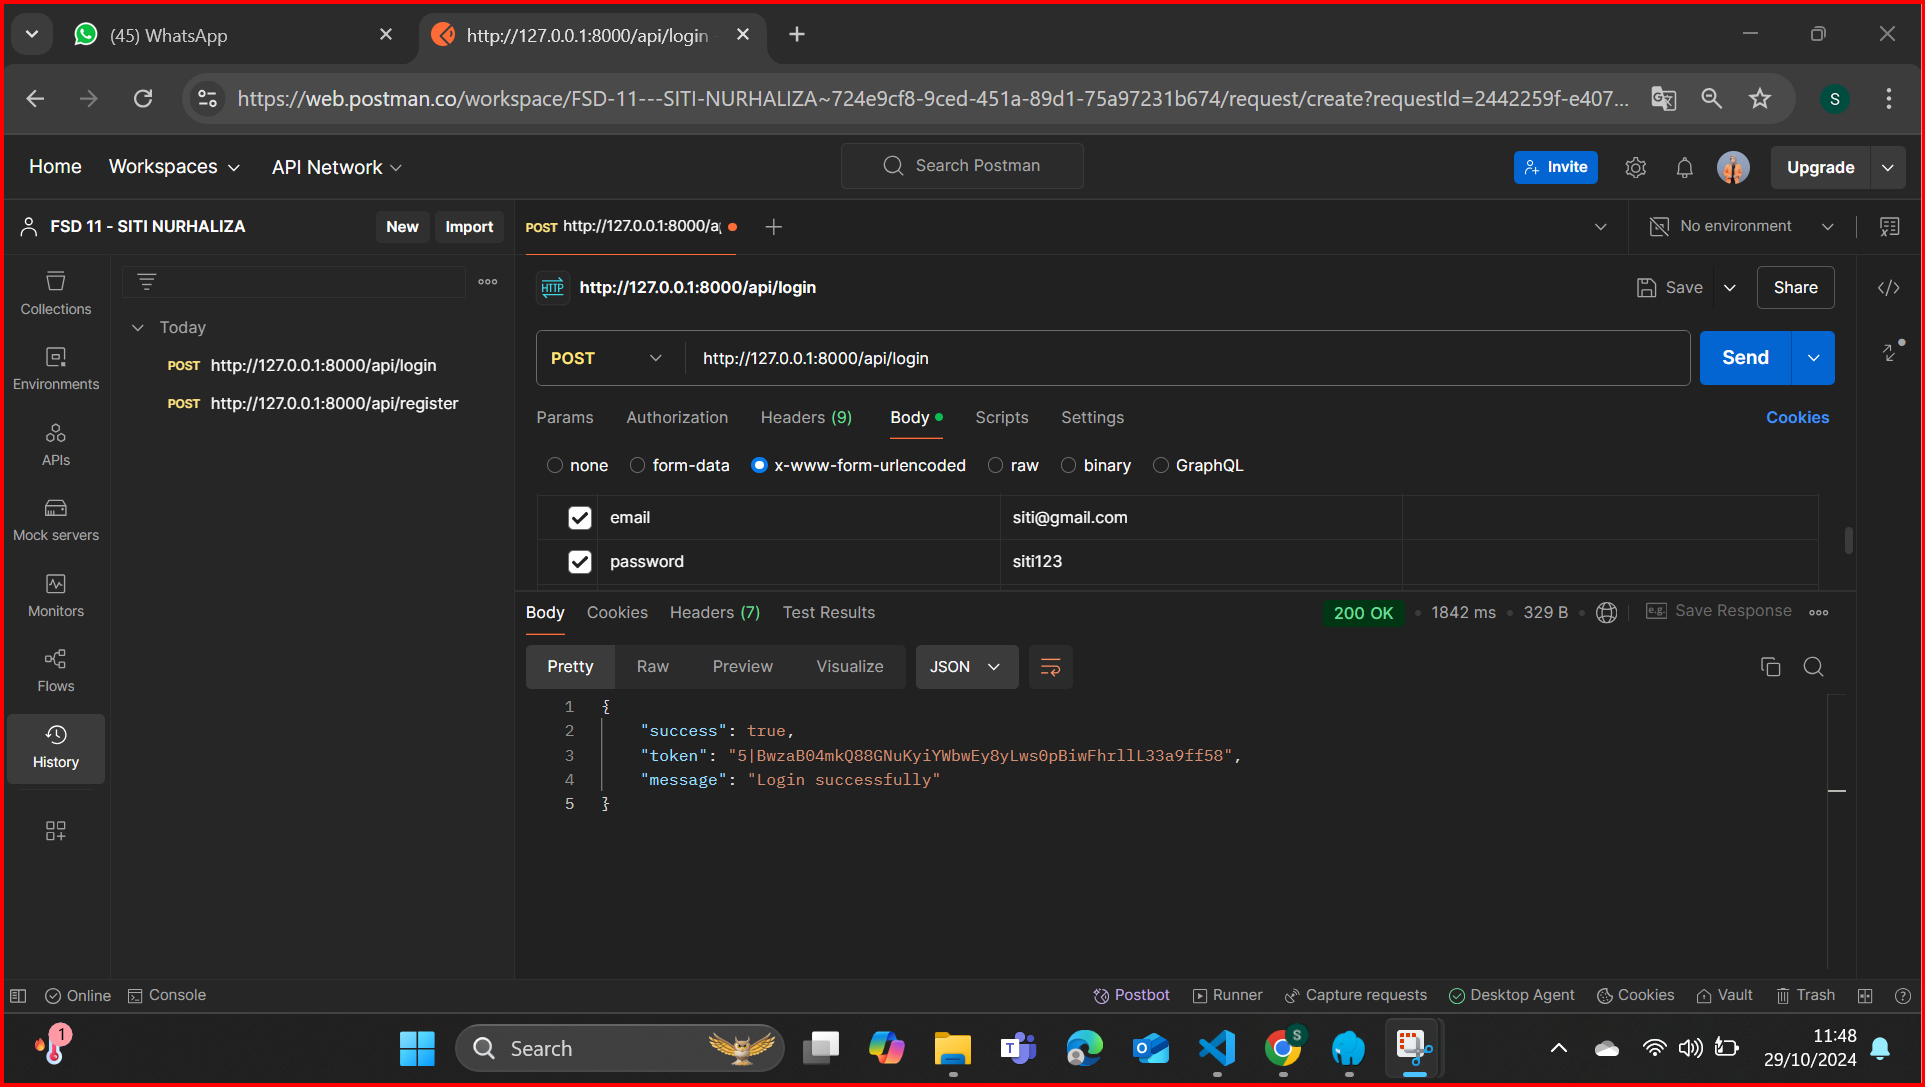 (45) WhatsApp
http://127.0.0.1:8000/api/login
https://web.postman.co/workspace/FSD-11---SITI-NURHALIZA~724e9cf8-9ced-451a-89d1-75a97231b674/request/create?requestId=2442259f-e407...
S
Home Workspaces API Network
Search Postman
Invite
Upgrade
FSD 11 - SITI NURHALIZA
New Import
POST http://127.0.0.1:8000/a
No environment
Collections
Environments
APIs
Mock servers
Monitors
Flows
History
Today
POST http://127.0.0.1:8000/api/login
POST http://127.0.0.1:8000/api/register
HTTP http://127.0.0.1:8000/api/login
Save
Share
POST http://127.0.0.1:8000/api/login
Send
Params Authorization Headers (9) Body Scripts Settings
Cookies
none form-data x-www-form-urlencoded raw binary GraphQL
email siti@gmail.com
password siti123
Body Cookies Headers (7) Test Results
200 OK 1842 ms 329 B
e.g. Save Response
Pretty Raw Preview Visualize JSON
1 {
2 "success": true,
3 "token": "5|BwzaB04mkQ88GNuKyiYWbwEy8yLws0pBiwFhrllL33a9ff58",
4 "message": "Login successfully"
5 }
Online Console
Postbot Runner Capture requests Desktop Agent Cookies Vault Trash
1
Search
T
S
11:48
29/10/2024